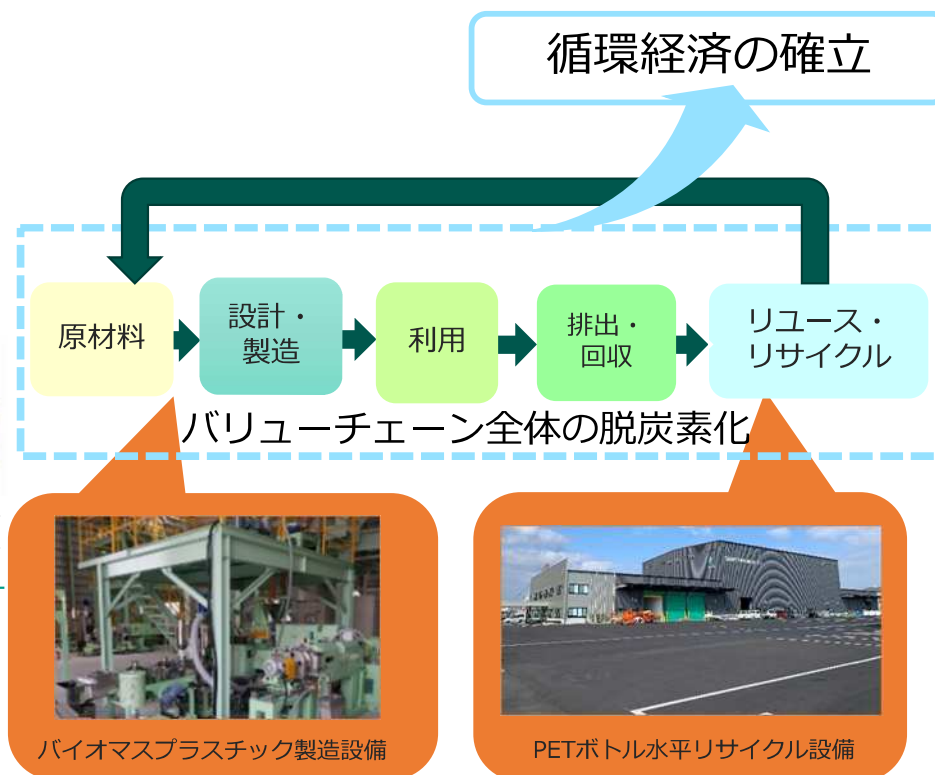 循環経済の確立
原材料
設計・
製造
利用
排出・
回収
リユース・
リサイクル
バリューチェーン全体の脱炭素化
バイオマスプラスチック製造設備
PETボトル水平リサイクル設備